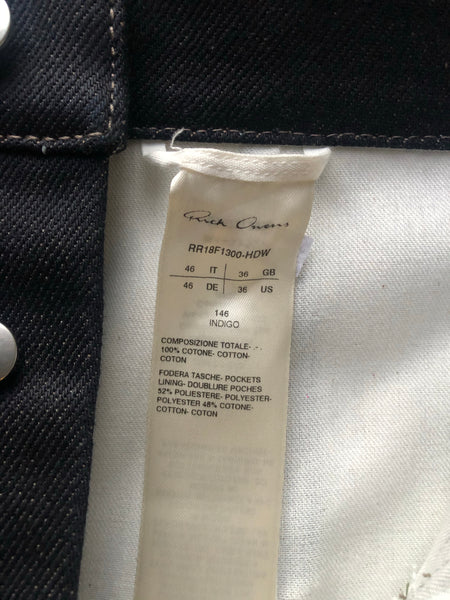 Rick Owens
RR18F1300-HDW
46 IT 36 GB
46 DE 36 US
146
INDIGO
COMPOSIZIONE TOTALE- -
100% COTONE- COTTON-
COTON
FODERA TASCHE- POCKETS
LINING- DOUBLURE POCHES
52% POLIESTERE- POLYESTER-
POLYESTER 48% COTONE-
COTTON- COTON